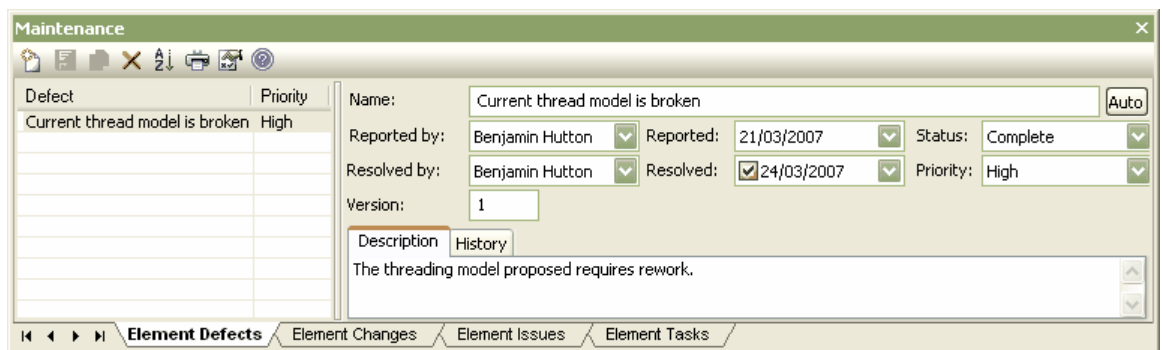 Maintenance
Defect Priority
Current thread model is broken High
Name: Current thread model is broken Auto
Reported by: Benjamin Hutton Reported: 21/03/2007 Status: Complete
Resolved by: Benjamin Hutton Resolved: 24/03/2007 Priority: High
Version: 1
Description History
The threading model proposed requires rework.
Element Defects Element Changes Element Issues Element Tasks